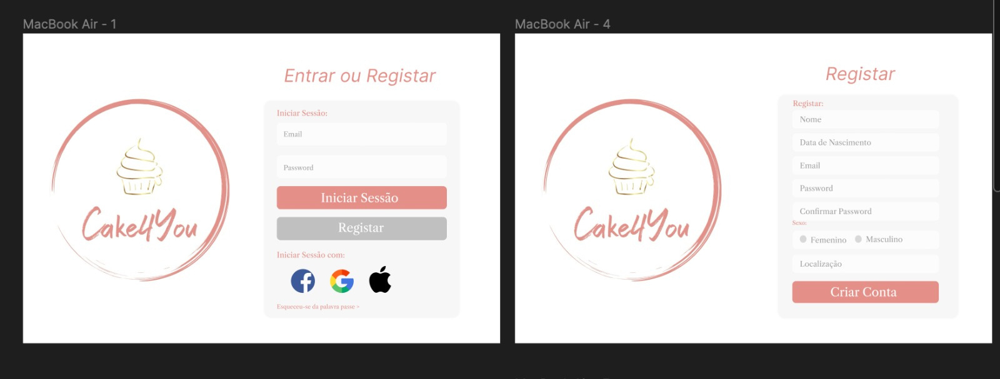 MacBook Air - 1
Entrar ou Registar
Iniciar Sessão:
Email
Password
Iniciar Sessão
Registar
Iniciar Sessão com:
Esqueceu-se da palavra passe >
Cake4You
MacBook Air - 4
Registar
Registar:
Nome
Data de Nascimento
Email
Password
Confirmar Password
Sexo:
Femenino Masculino
Localização
Criar Conta
Cake4You